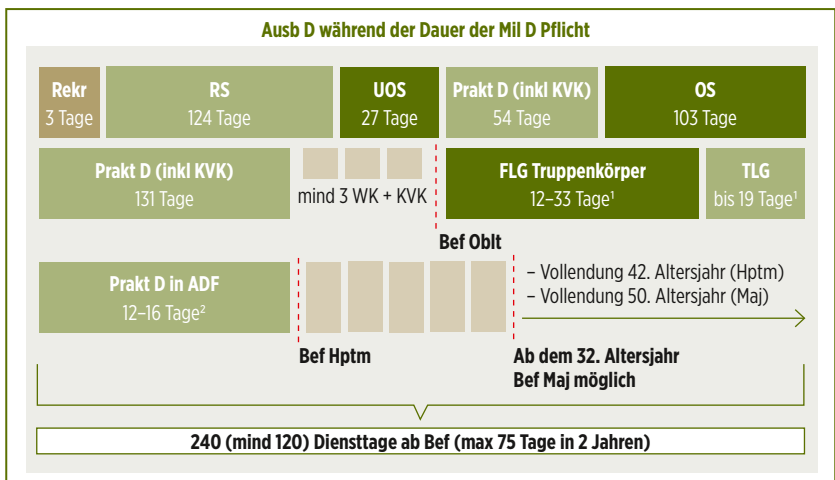 Ausb D während der Dauer der Mil D Pflicht
Rekr
3 Tage
RS
124 Tage
UOS
27 Tage
Prakt D (inkl KVK)
54 Tage
OS
103 Tage
Prakt D (inkl KVK)
131 Tage
mind 3 WK + KVK
FLG Truppenkörper
12–33 Tage¹
TLG
bis 19 Tage¹
Bef Oblt
Prakt D in ADF
12–16 Tage²
– Vollendung 42. Altersjahr (Hptm)
– Vollendung 50. Altersjahr (Maj)
Bef Hptm
Ab dem 32. Altersjahr
Bef Maj möglich
240 (mind 120) Diensttage ab Bef (max 75 Tage in 2 Jahren)